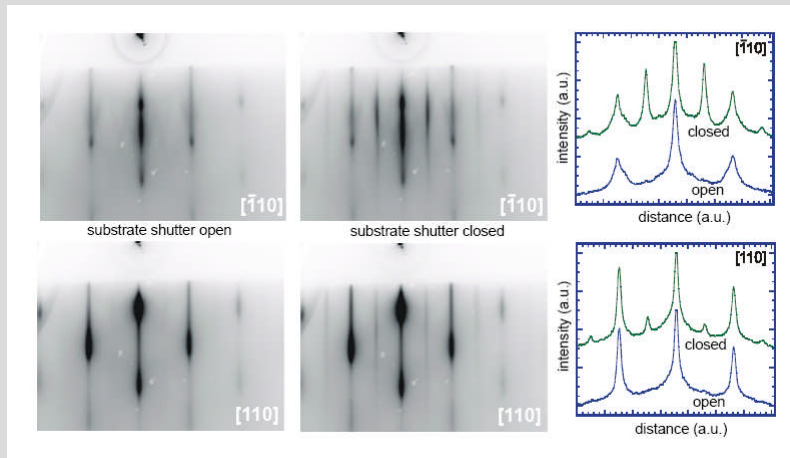 [1̅10]
intensity (a.u.)
closed
open
distance (a.u.)
[1̅10]
[1̅10]
substrate shutter open
substrate shutter closed
[110]
intensity (a.u.)
closed
open
distance (a.u.)
[110]
[110]